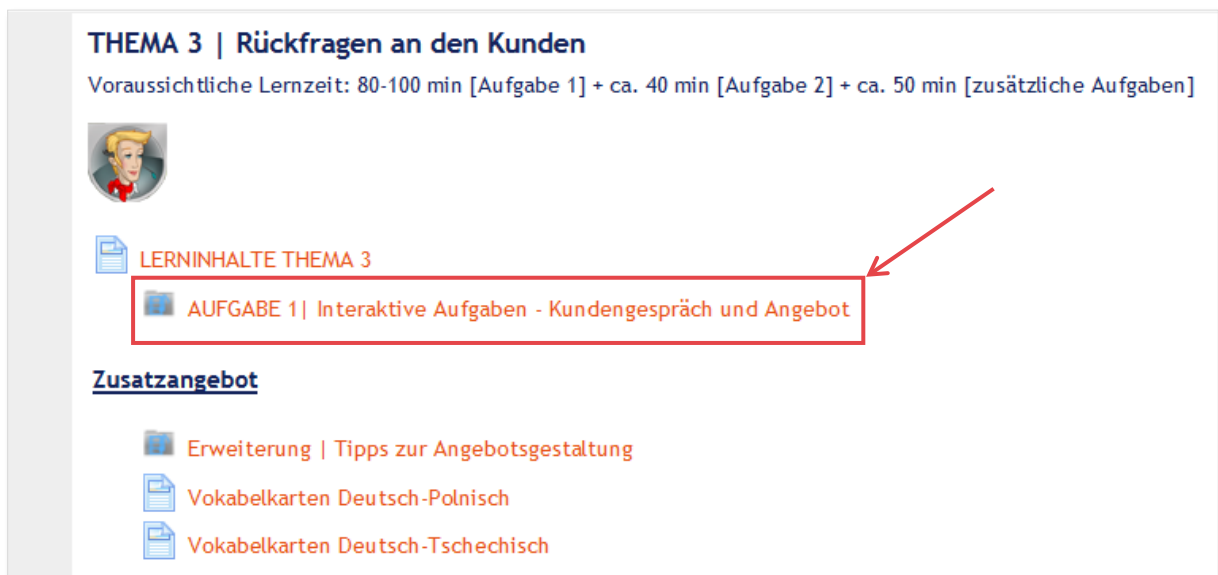 THEMA 3 | Rückfragen an den Kunden
Voraussichtliche Lernzeit: 80-100 min [Aufgabe 1] + ca. 40 min [Aufgabe 2] + ca. 50 min [zusätzliche Aufgaben]
LERNINHALTE THEMA 3
AUFGABE 1| Interaktive Aufgaben - Kundengespräch und Angebot
Zusatzangebot
Erweiterung | Tipps zur Angebotsgestaltung
Vokabelkarten Deutsch-Polnisch
Vokabelkarten Deutsch-Tschechisch